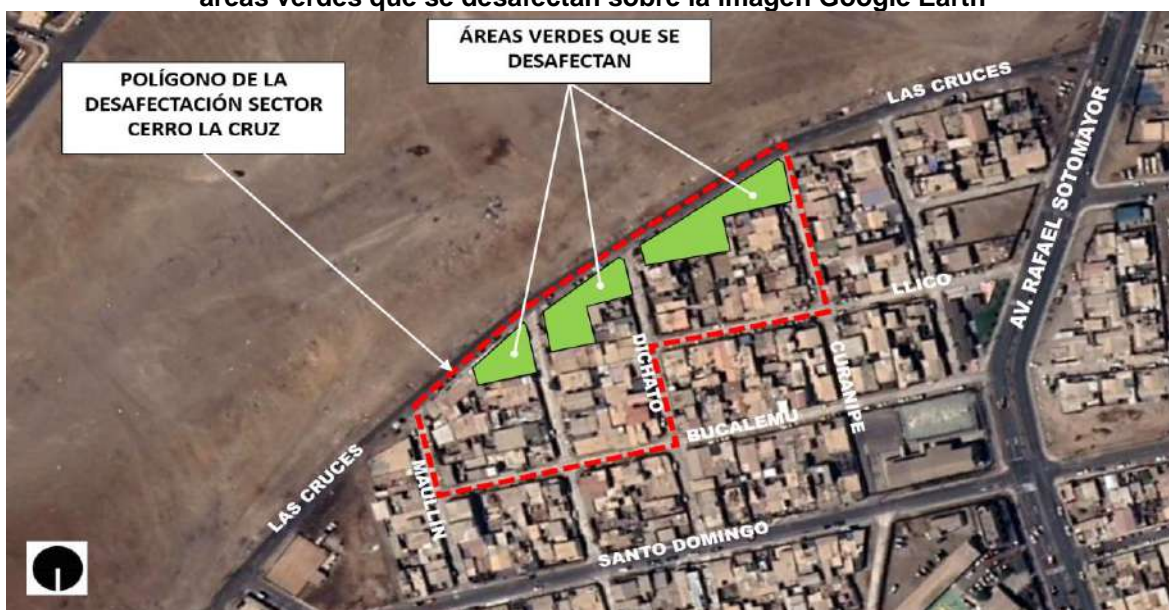 áreas verdes que se desafectan sobre la imagen Google Earth
ÁREAS VERDES QUE SE
DESAFECTAN
POLÍGONO DE LA
DESAFECTACIÓN SECTOR
CERRO LA CRUZ
LAS CRUCES
AV. RAFAEL SOTOMAYOR
LLICO
CURANIPE
DICHATO
BUCALEMU
MAULLIN
LAS CRUCES
SANTO DOMINGO